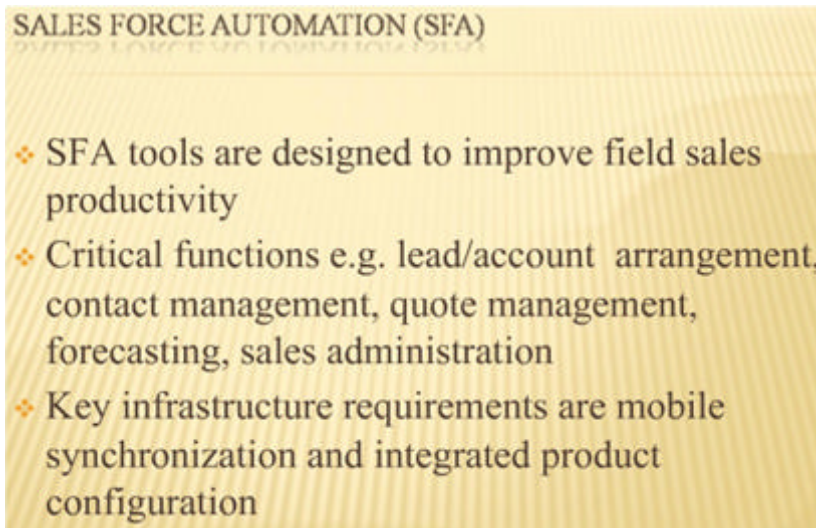 SALES FORCE AUTOMATION (SFA)
❖ SFA tools are designed to improve field sales
productivity
❖ Critical functions e.g. lead/account arrangement,
contact management, quote management,
forecasting, sales administration
❖ Key infrastructure requirements are mobile
synchronization and integrated product
configuration